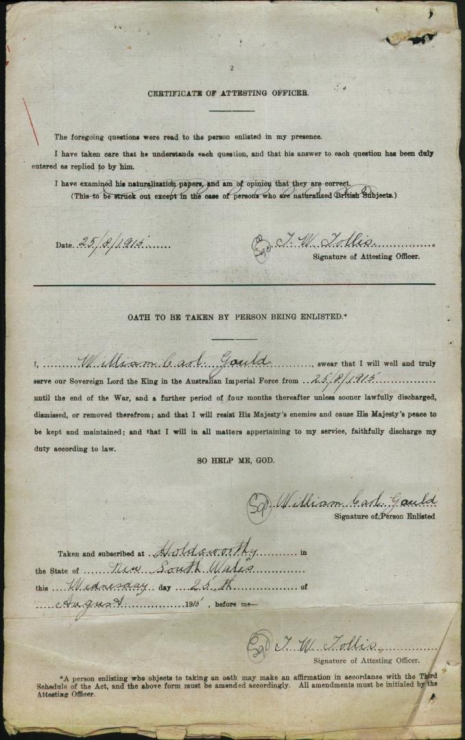 2
CERTIFICATE OF ATTESTING OFFICER.
The foregoing questions were read to the person enlisted in my presence.
I have taken care that he understands each question, and that his answer to each question has been duly
entered as replied to by him.
I have examined his naturalization papers, and am of opinion that they are correct.
(This to be struck out except in the case of persons who are naturalized British Subjects.)
Date 25/8/1915
Sgd J. W. Tollis
Signature of Attesting Officer.
OATH TO BE TAKEN BY PERSON BEING ENLISTED.*
I, William Carl Gould, swear that I will well and truly
serve our Sovereign Lord the King in the Australian Imperial Force from 25/8/1915
until the end of the War, and a further period of four months thereafter unless sooner lawfully discharged,
dismissed, or removed therefrom; and that I will resist His Majesty's enemies and cause His Majesty's peace to
be kept and maintained; and that I will in all matters appertaining to my service, faithfully discharge my
duty according to law.
SO HELP ME, GOD.
Sgd William Carl Gould
Signature of Person Enlisted
Taken and subscribed at Holdsworthy in
the State of New South Wales
this Wednesday day 25th of
August 1915, before me—
Sgd J. W. Tollis
Signature of Attesting Officer.
*A person enlisting who objects to taking an oath may make an affirmation in accordance with the Third
Schedule of the Act, and the above form must be amended accordingly. All amendments must be initialed by the
Attesting Officer.